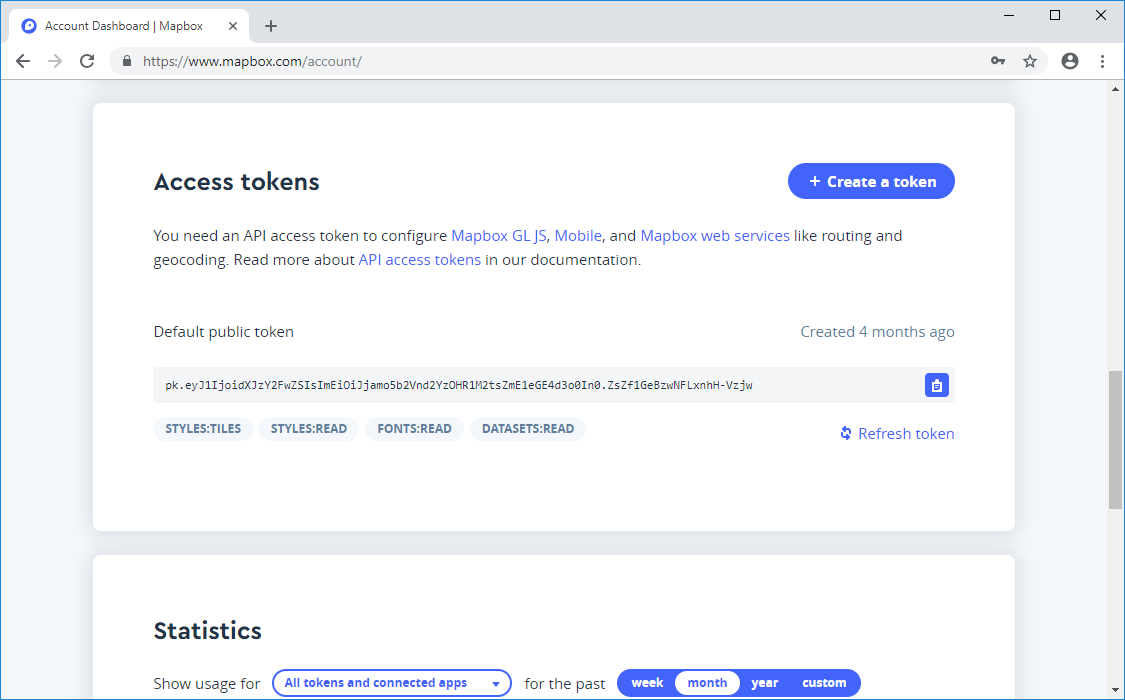 Account Dashboard | Mapbox
https://www.mapbox.com/account/
Access tokens
+ Create a token
You need an API access token to configure Mapbox GL JS, Mobile, and Mapbox web services like routing and
geocoding. Read more about API access tokens in our documentation.
Default public token
Created 4 months ago
pk.eyJ1IjoidXJzY2FwZSIsImEiOiJjamo5b2Vnd2YzOHR1M2tsZmE1eGE4d3o0In0.ZsZf1GeBzwNFLxnhH-Vzjw
STYLES:TILES STYLES:READ FONTS:READ DATASETS:READ
Refresh token
Statistics
Show usage for All tokens and connected apps for the past week month year custom